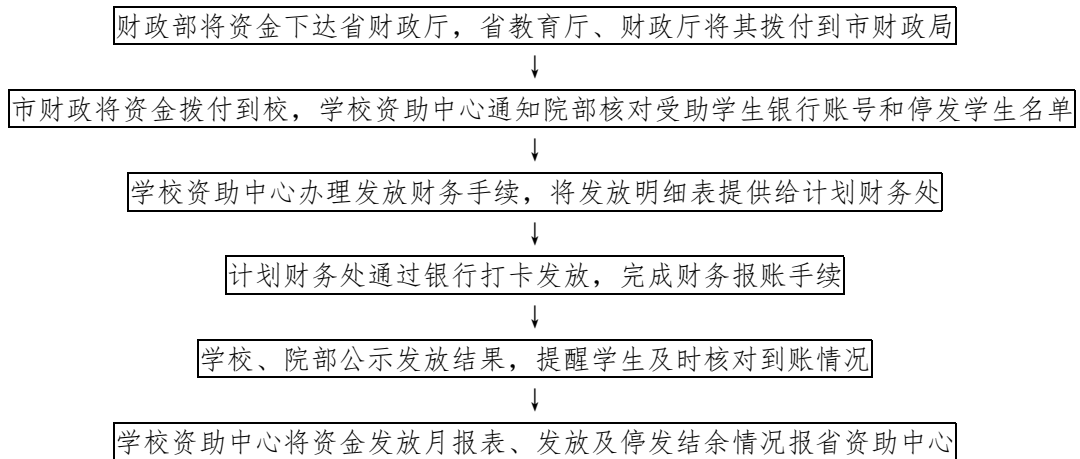 财政部将资金下达省财政厅，省教育厅、财政厅将其拨付到市财政局
↓
市财政将资金拨付到校，学校资助中心通知院部核对受助学生银行账号和停发学生名单
↓
学校资助中心办理发放财务手续，将发放明细表提供给计划财务处
↓
计划财务处通过银行打卡发放，完成财务报账手续
↓
学校、院部公示发放结果，提醒学生及时核对到账情况
↓
学校资助中心将资金发放月报表、发放及停发结余情况报省资助中心